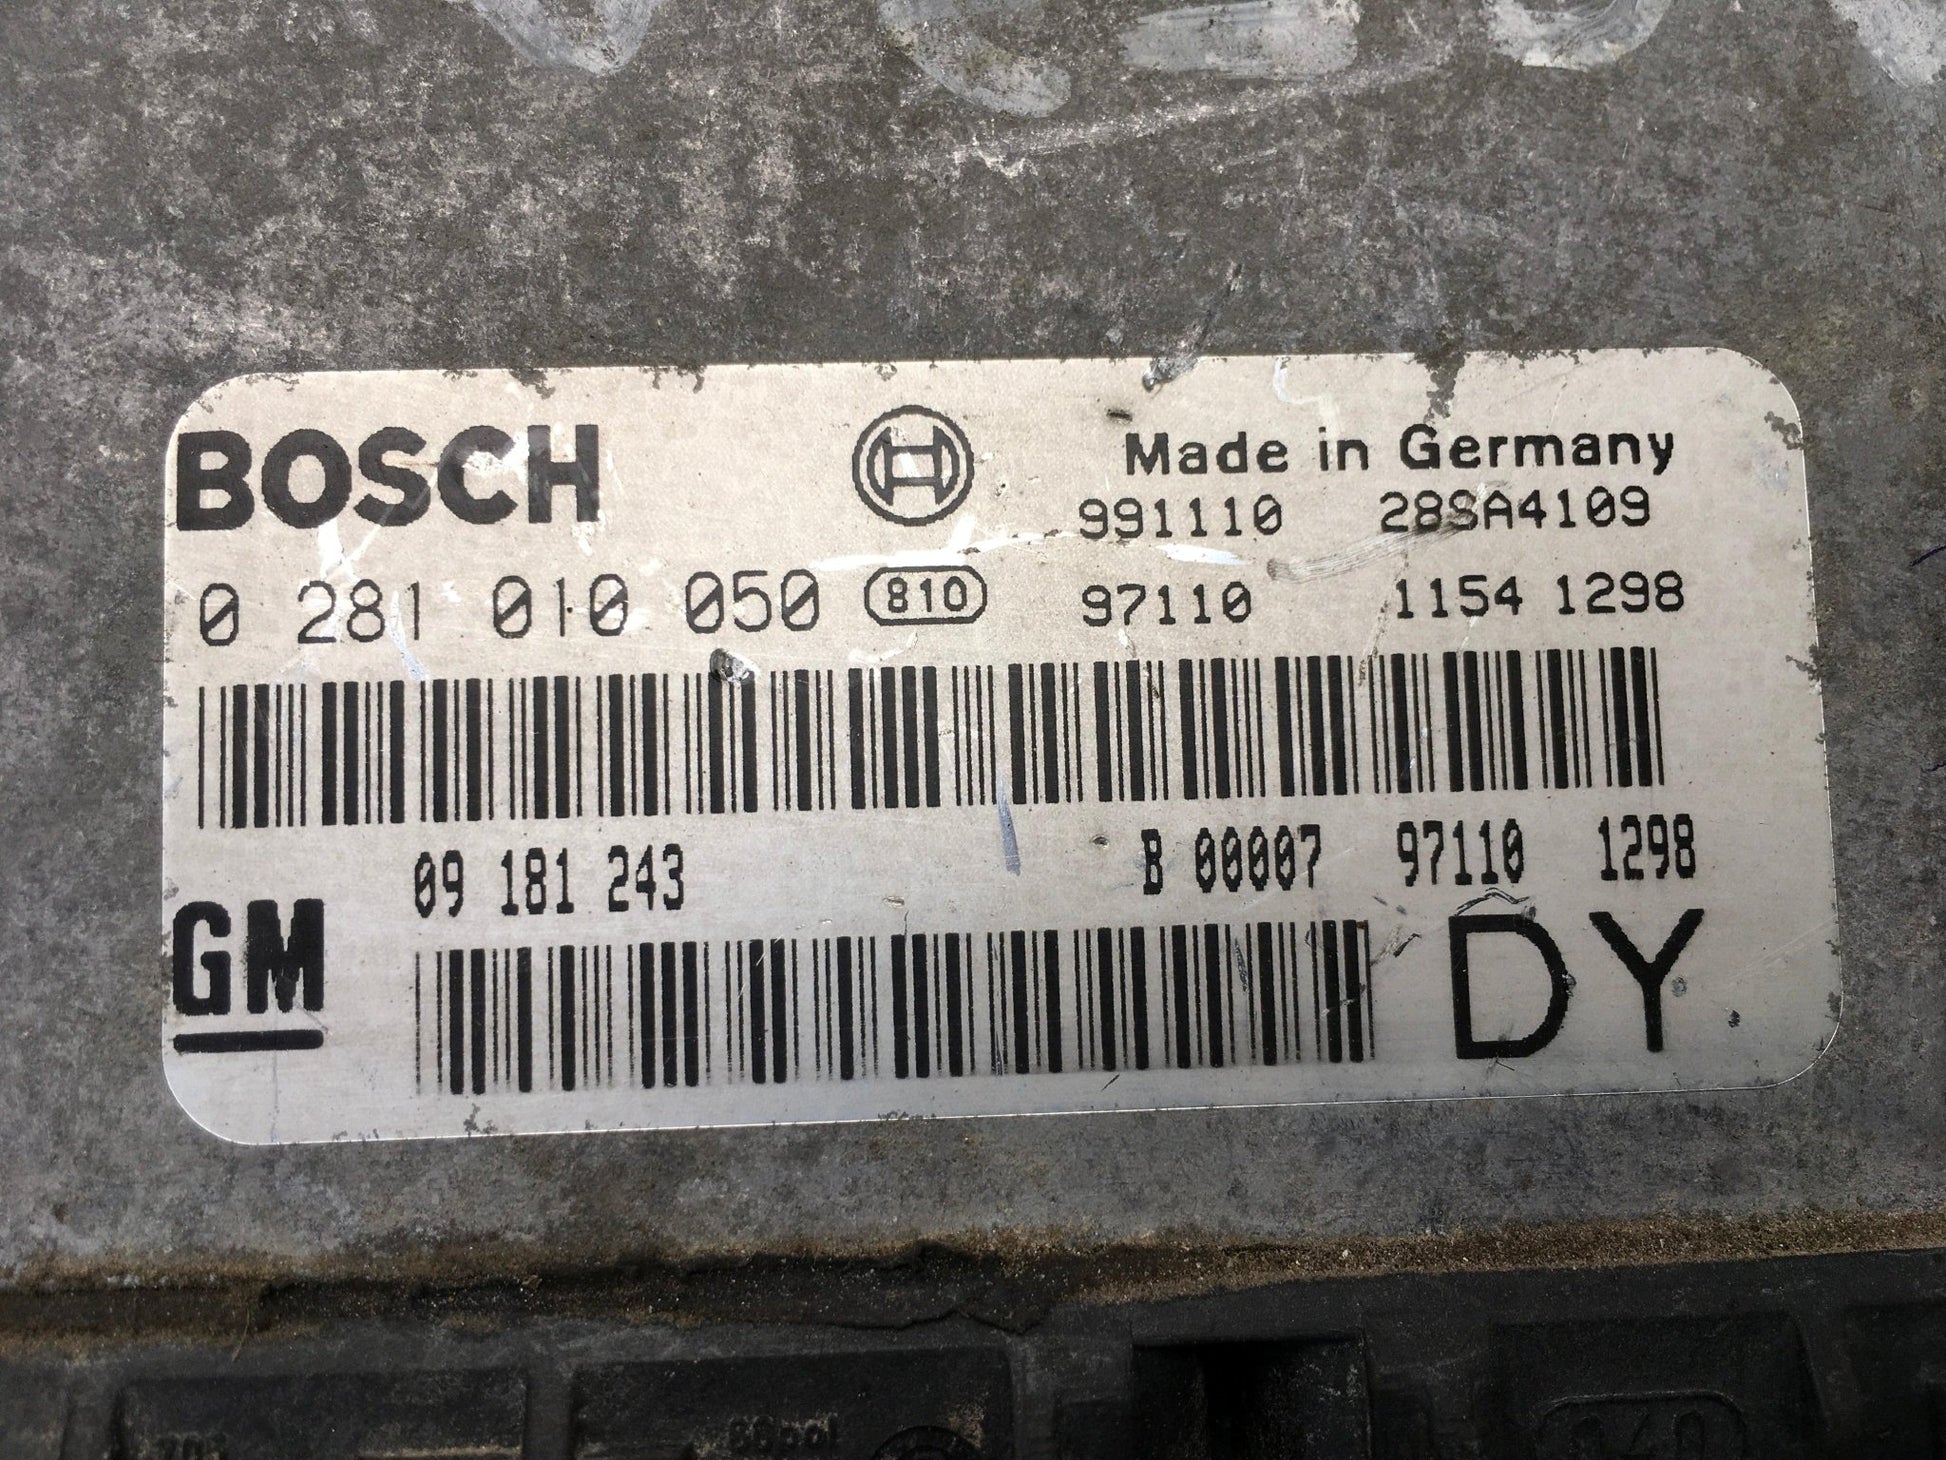 BOSCH Made in Germany
991110 28SA4109
0 281 010 050 810 97110 1154 1298
09 181 243 B 00007 97110 1298
GM DY